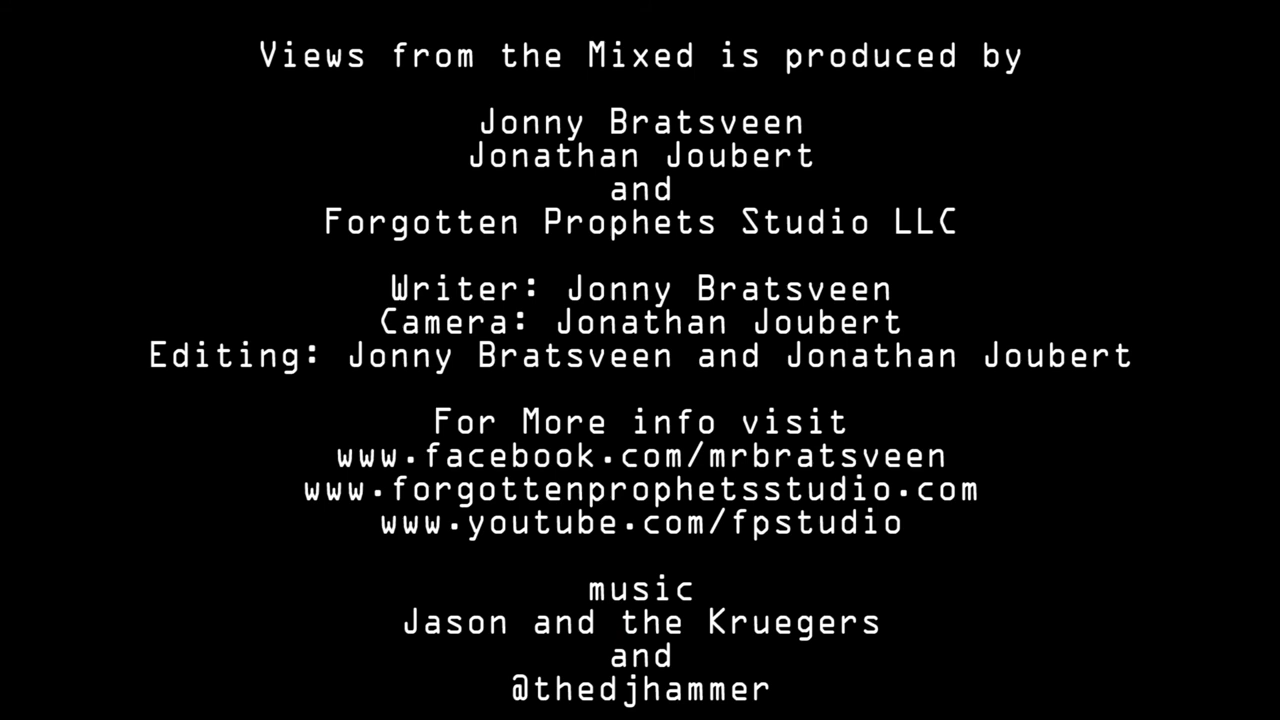 Views from the Mixed is produced by
Jonny Bratsveen
Jonathan Joubert
and
Forgotten Prophets Studio LLC
Writer: Jonny Bratsveen
Camera: Jonathan Joubert
Editing: Jonny Bratsveen and Jonathan Joubert
For More info visit
www.facebook.com/mrbratsveen
www.forgottenprophetsstudio.com
www.youtube.com/fpstudio
music
Jason and the Kruegers
and
@thedjhammer